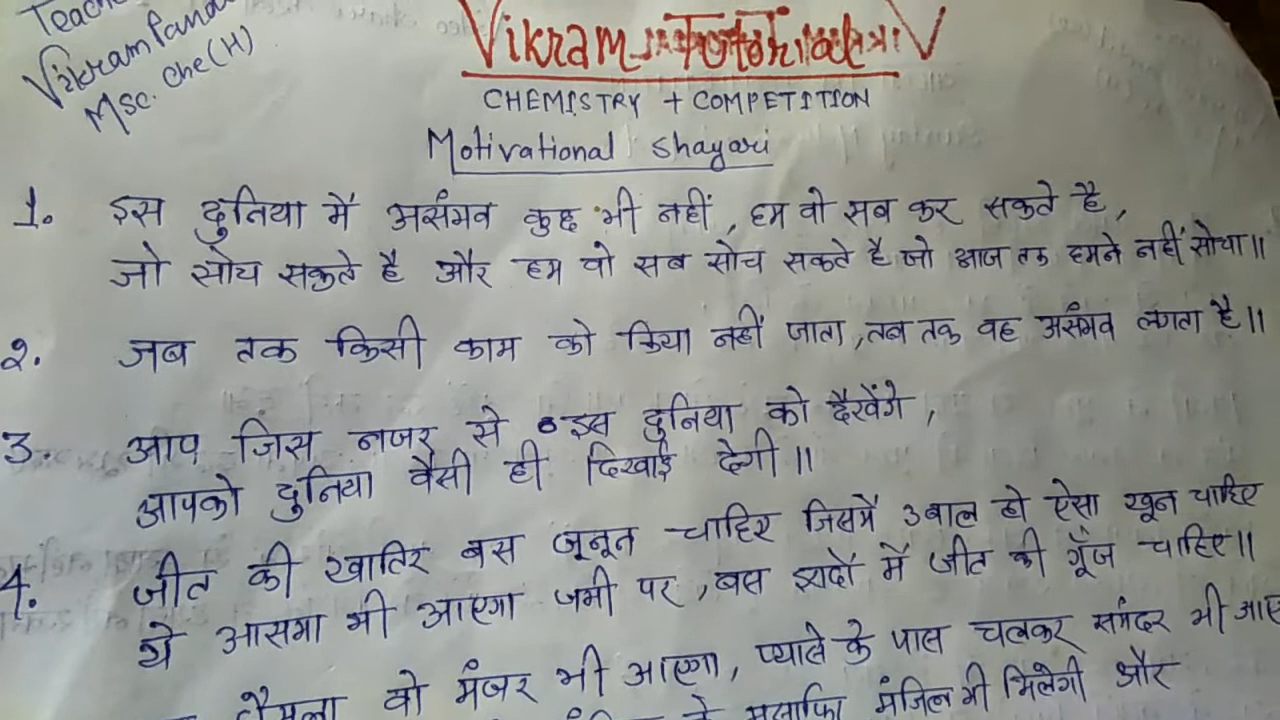 Teache
Vikram Panda
Msc. Che(H)
Vikram Tutorial
CHEMISTRY + COMPETITION
Motivational Shayari
1. इस दुनिया में असंभव कुछ भी नहीं, हम वो सब कर सकते है,
जो सोच सकते है और हम वो सब सोच सकते है जो आज तक हमने नहीं सोचा॥
2. जब तक किसी काम को किया नहीं जाता, तब तक वह असंभव लगता है॥
3. आप जिस नजर से इस दुनिया को देखेंगे,
आपको दुनिया वैसी ही दिखाई देगी॥
4. जीत की खातिर बस जूनून चाहिए जिसमें उबाल हो ऐसा खून चाहिए
ये आसमा भी आएगा जमी पर, बस इरादों में जीत की गूँज चाहिए॥
वो मंजर भी आएगा, प्यासे के पास चलकर समंदर भी आए
मंजिल भी मिलेगी और